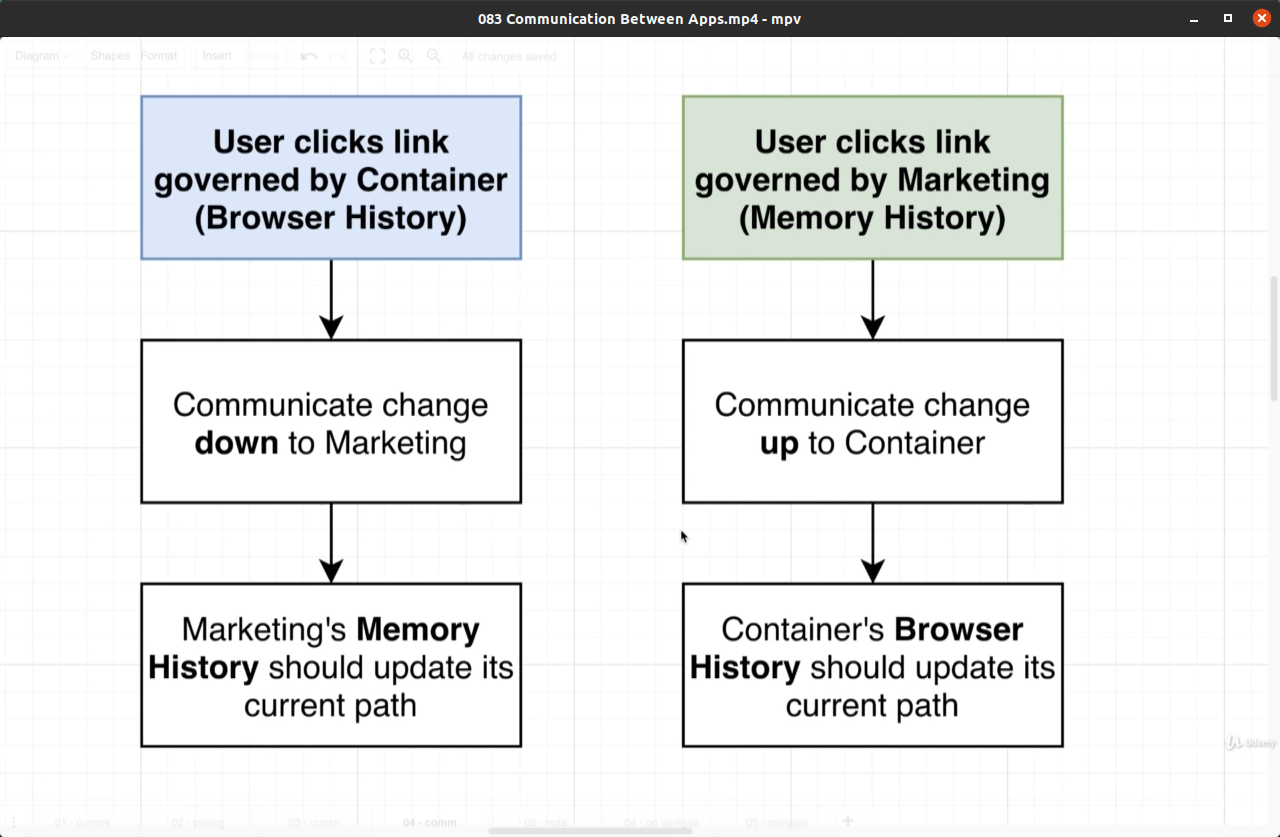 083 Communication Between Apps.mp4 - mpv
Diagram Shapes Format Insert Delete All changes saved
User clicks link
governed by Container
(Browser History)
User clicks link
governed by Marketing
(Memory History)
Communicate change
down to Marketing
Communicate change
up to Container
Marketing's Memory
History should update its
current path
Container's Browser
History should update its
current path
Udemy
01 - current 02 - pricing 03 - comm 04 - comm 05 - note 04 - on navigate 05 - navigate